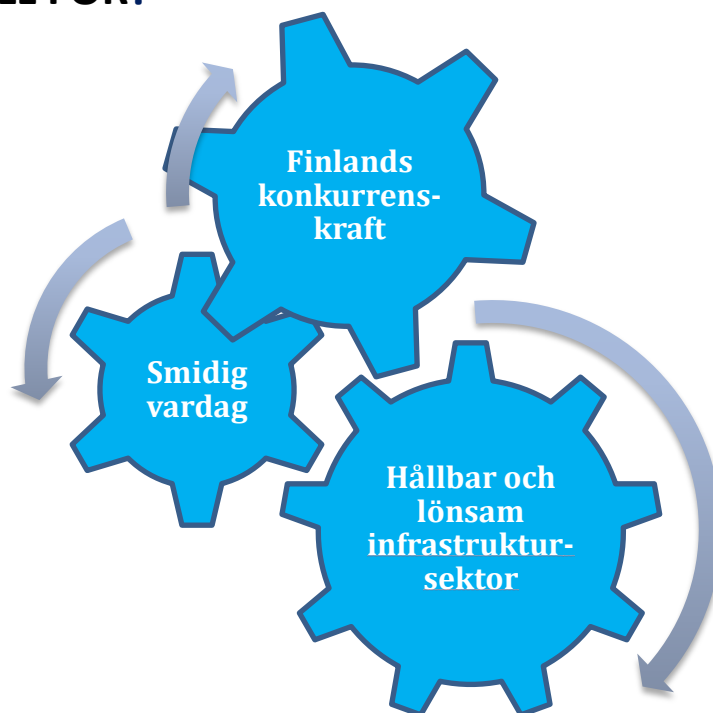 Finlands
konkurrens-
kraft
Smidig
vardag
Hållbar och
lönsam
infrastruktur-
sektor